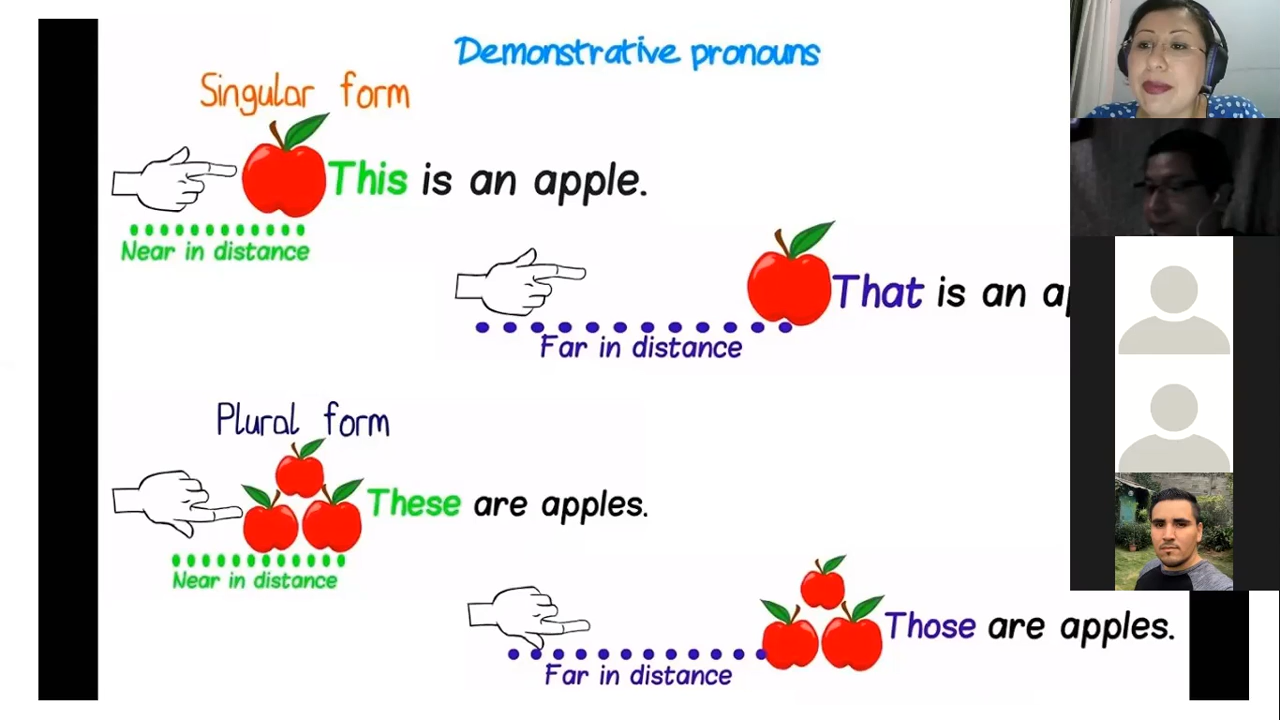 Demonstrative pronouns
Singular form
This is an apple.
Near in distance
That is an
Far in distance
Plural form
These are apples.
Near in distance
Those are apples.
Far in distance